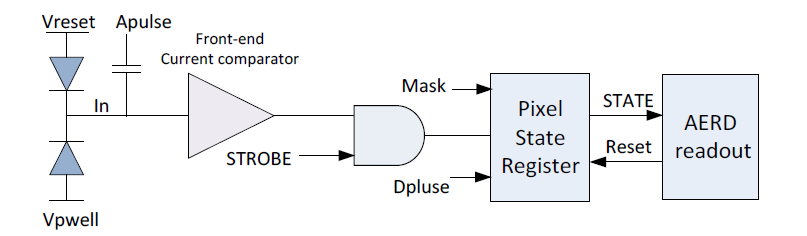 Vreset
Apulse
Front-end
Current comparator
In
Mask
Pixel
State
Register
STATE
AERD
readout
Reset
STROBE
Dpluse
Vpwell